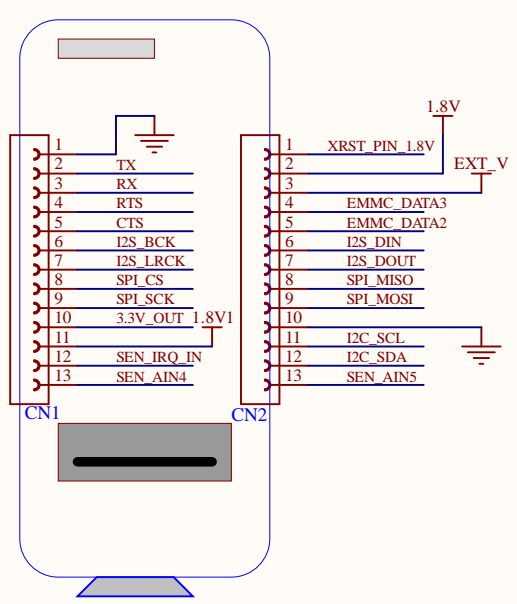 1.8V
1
2 TX
3 RX
4 RTS
5 CTS
6 I2S_BCK
7 I2S_LRCK
8 SPI_CS
9 SPI_SCK
10 3.3V_OUT 1.8V1
11
12 SEN_IRQ_IN
13 SEN_AIN4
CN1
1 XRST_PIN_1.8V
2 EXT_V
3
4 EMMC_DATA3
5 EMMC_DATA2
6 I2S_DIN
7 I2S_DOUT
8 SPI_MISO
9 SPI_MOSI
10
11 I2C_SCL
12 I2C_SDA
13 SEN_AIN5
CN2